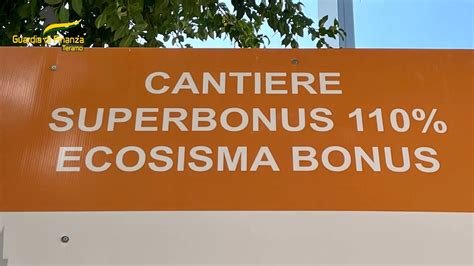 Guardia di Finanza
Teramo
CANTIERE
SUPERBONUS 110%
ECOSISMA BONUS